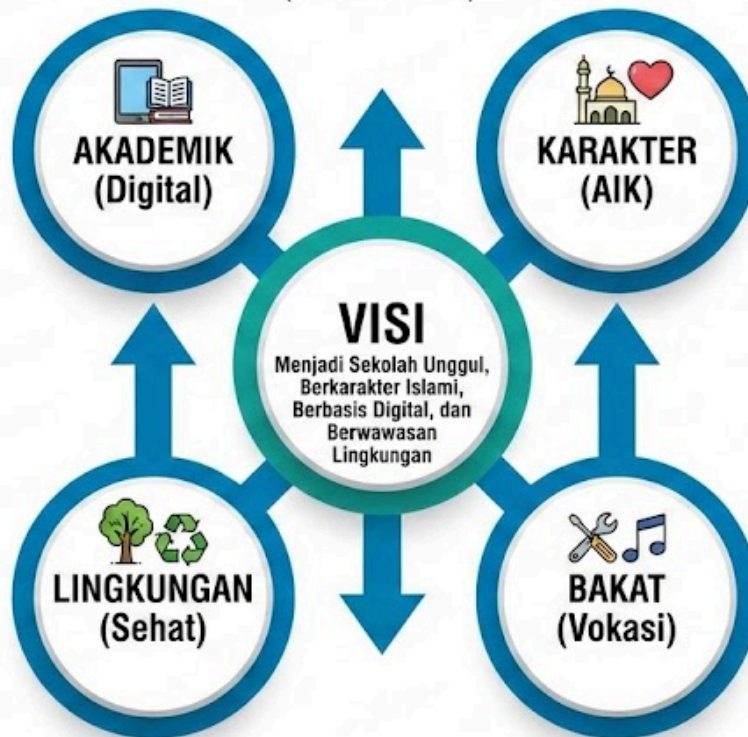 AKADEMIK
(Digital)
KARAKTER
(AIK)
VISI
Menjadi Sekolah Unggul,
Berkarakter Islami,
Berbasis Digital, dan
Berwawasan
Lingkungan
LINGKUNGAN
(Sehat)
BAKAT
(Vokasi)